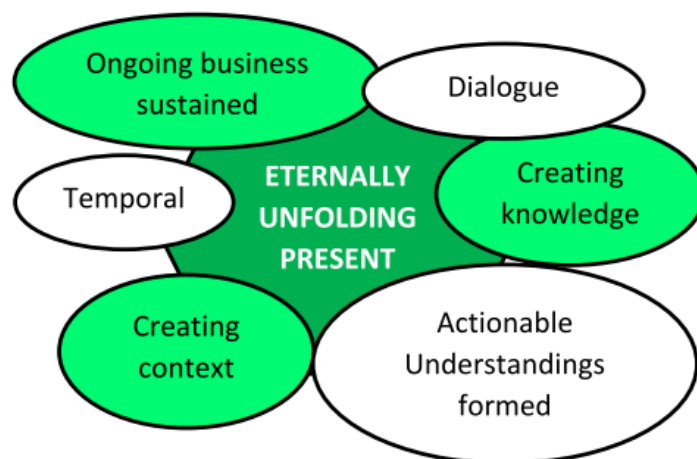 Ongoing business
sustained
Dialogue
Temporal
ETERNALLY
UNFOLDING
PRESENT
Creating
knowledge
Creating
context
Actionable
Understandings
formed